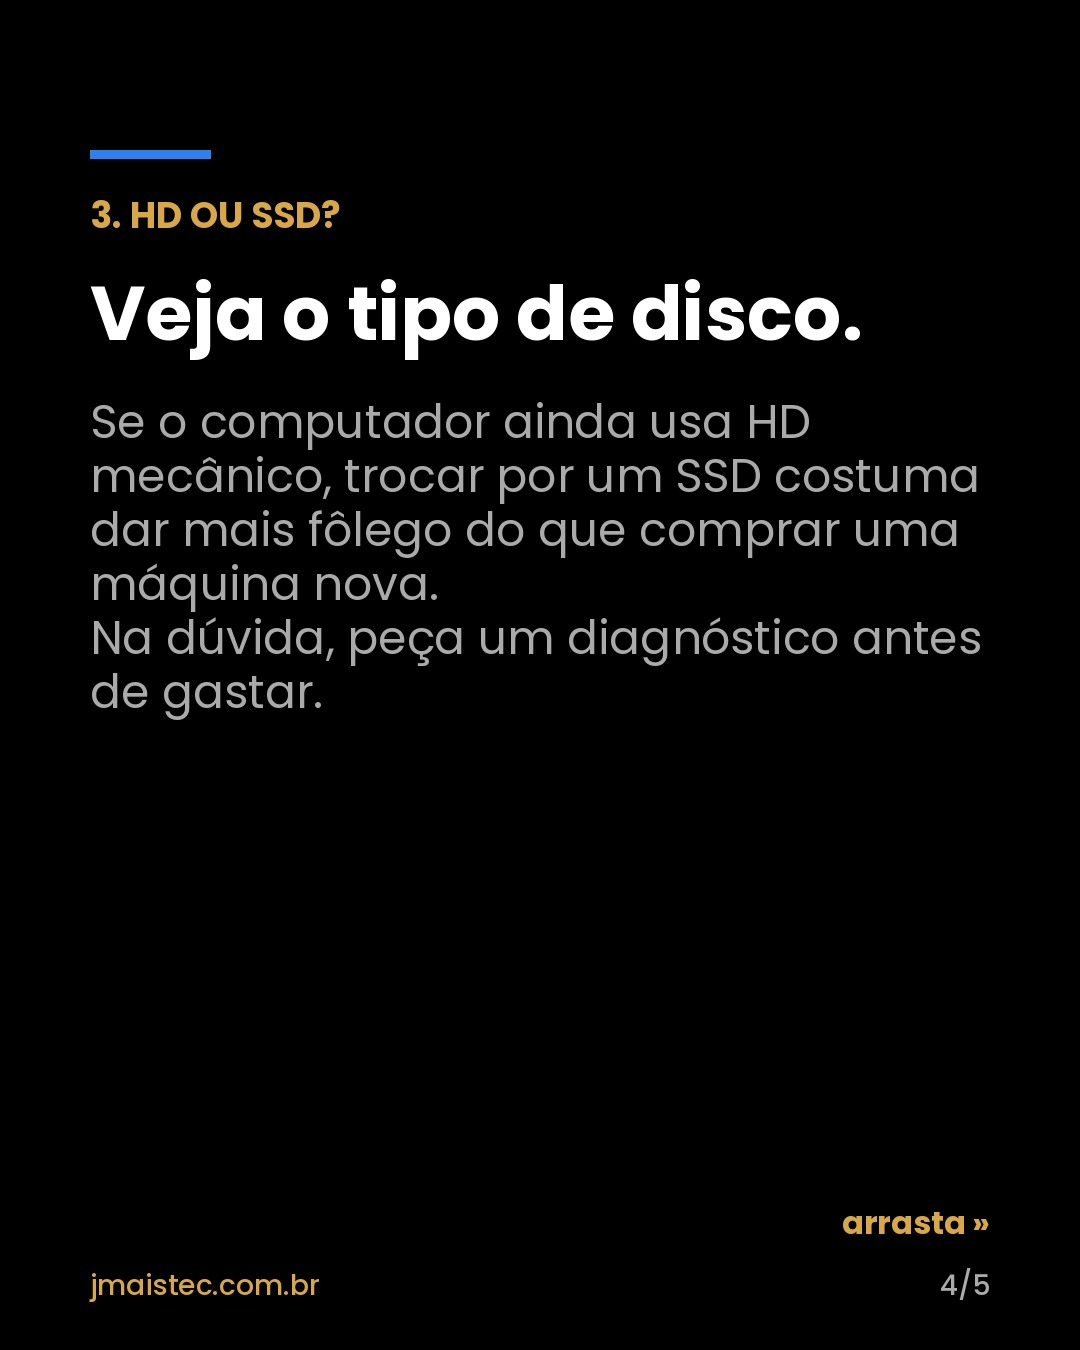 3. HD OU SSD?
Veja o tipo de disco.
Se o computador ainda usa HD
mecânico, trocar por um SSD costuma
dar mais fôlego do que comprar uma
máquina nova.
Na dúvida, peça um diagnóstico antes
de gastar.
arrasta »
jmaistec.com.br
4/5